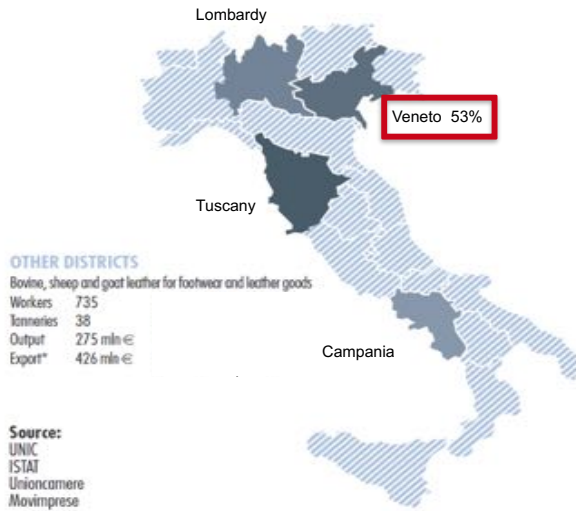 Lombardy
Veneto 53%
Tuscany
OTHER DISTRICTS
Bovine, sheep and goat leather for footwear and leather goods
Workers 735
Tanneries 38
Output 275 mln €
Export* 426 mln €
Campania
Source:
UNIC
ISTAT
Unioncamere
Movimprese